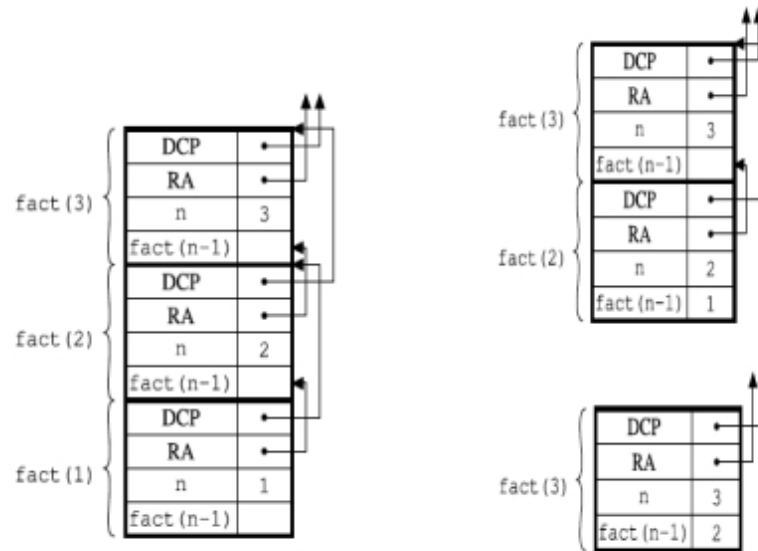 DCP
RA
fact(3)
n 3
fact(n-1)
DCP
RA
fact(2)
n 2
fact(n-1)
DCP
RA
fact(1)
n 1
fact(n-1)
DCP
RA
fact(3)
n 3
fact(n-1)
DCP
RA
fact(2)
n 2
fact(n-1) 1
DCP
RA
fact(3)
n 3
fact(n-1) 2